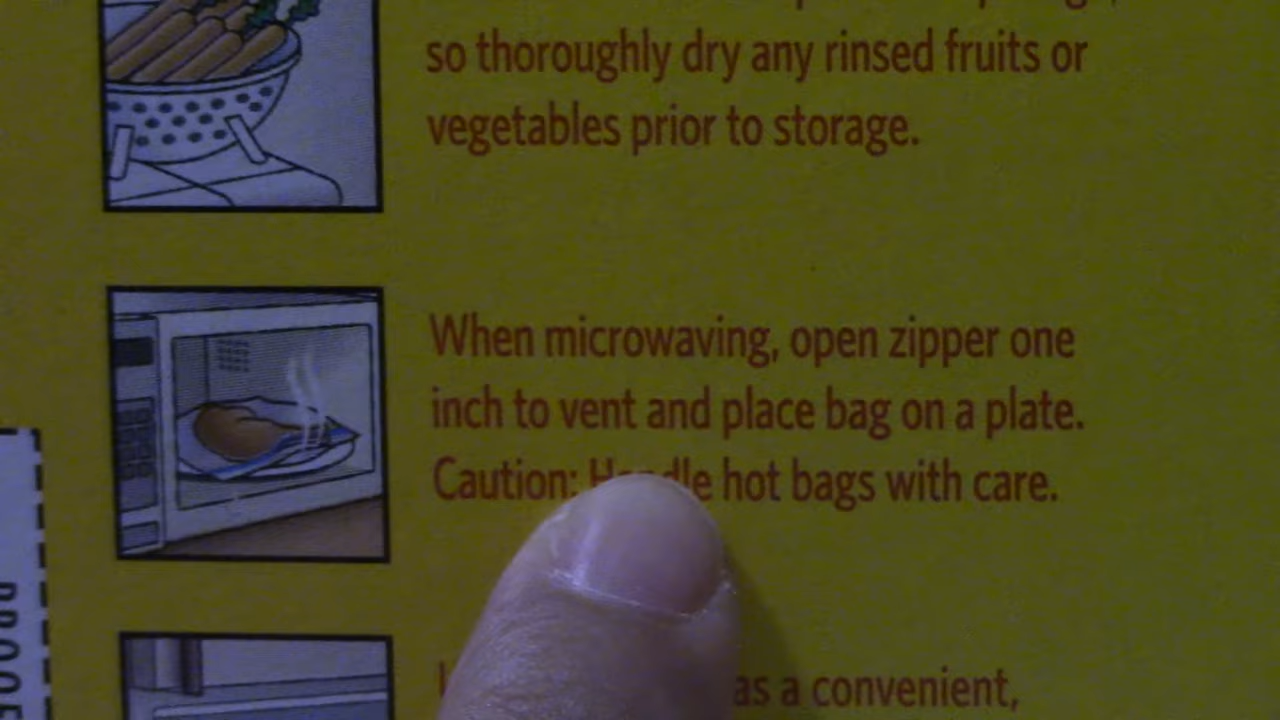 so thoroughly dry any rinsed fruits or
vegetables prior to storage.
When microwaving, open zipper one
inch to vent and place bag on a plate.
Caution: Handle hot bags with care.
as a convenient,